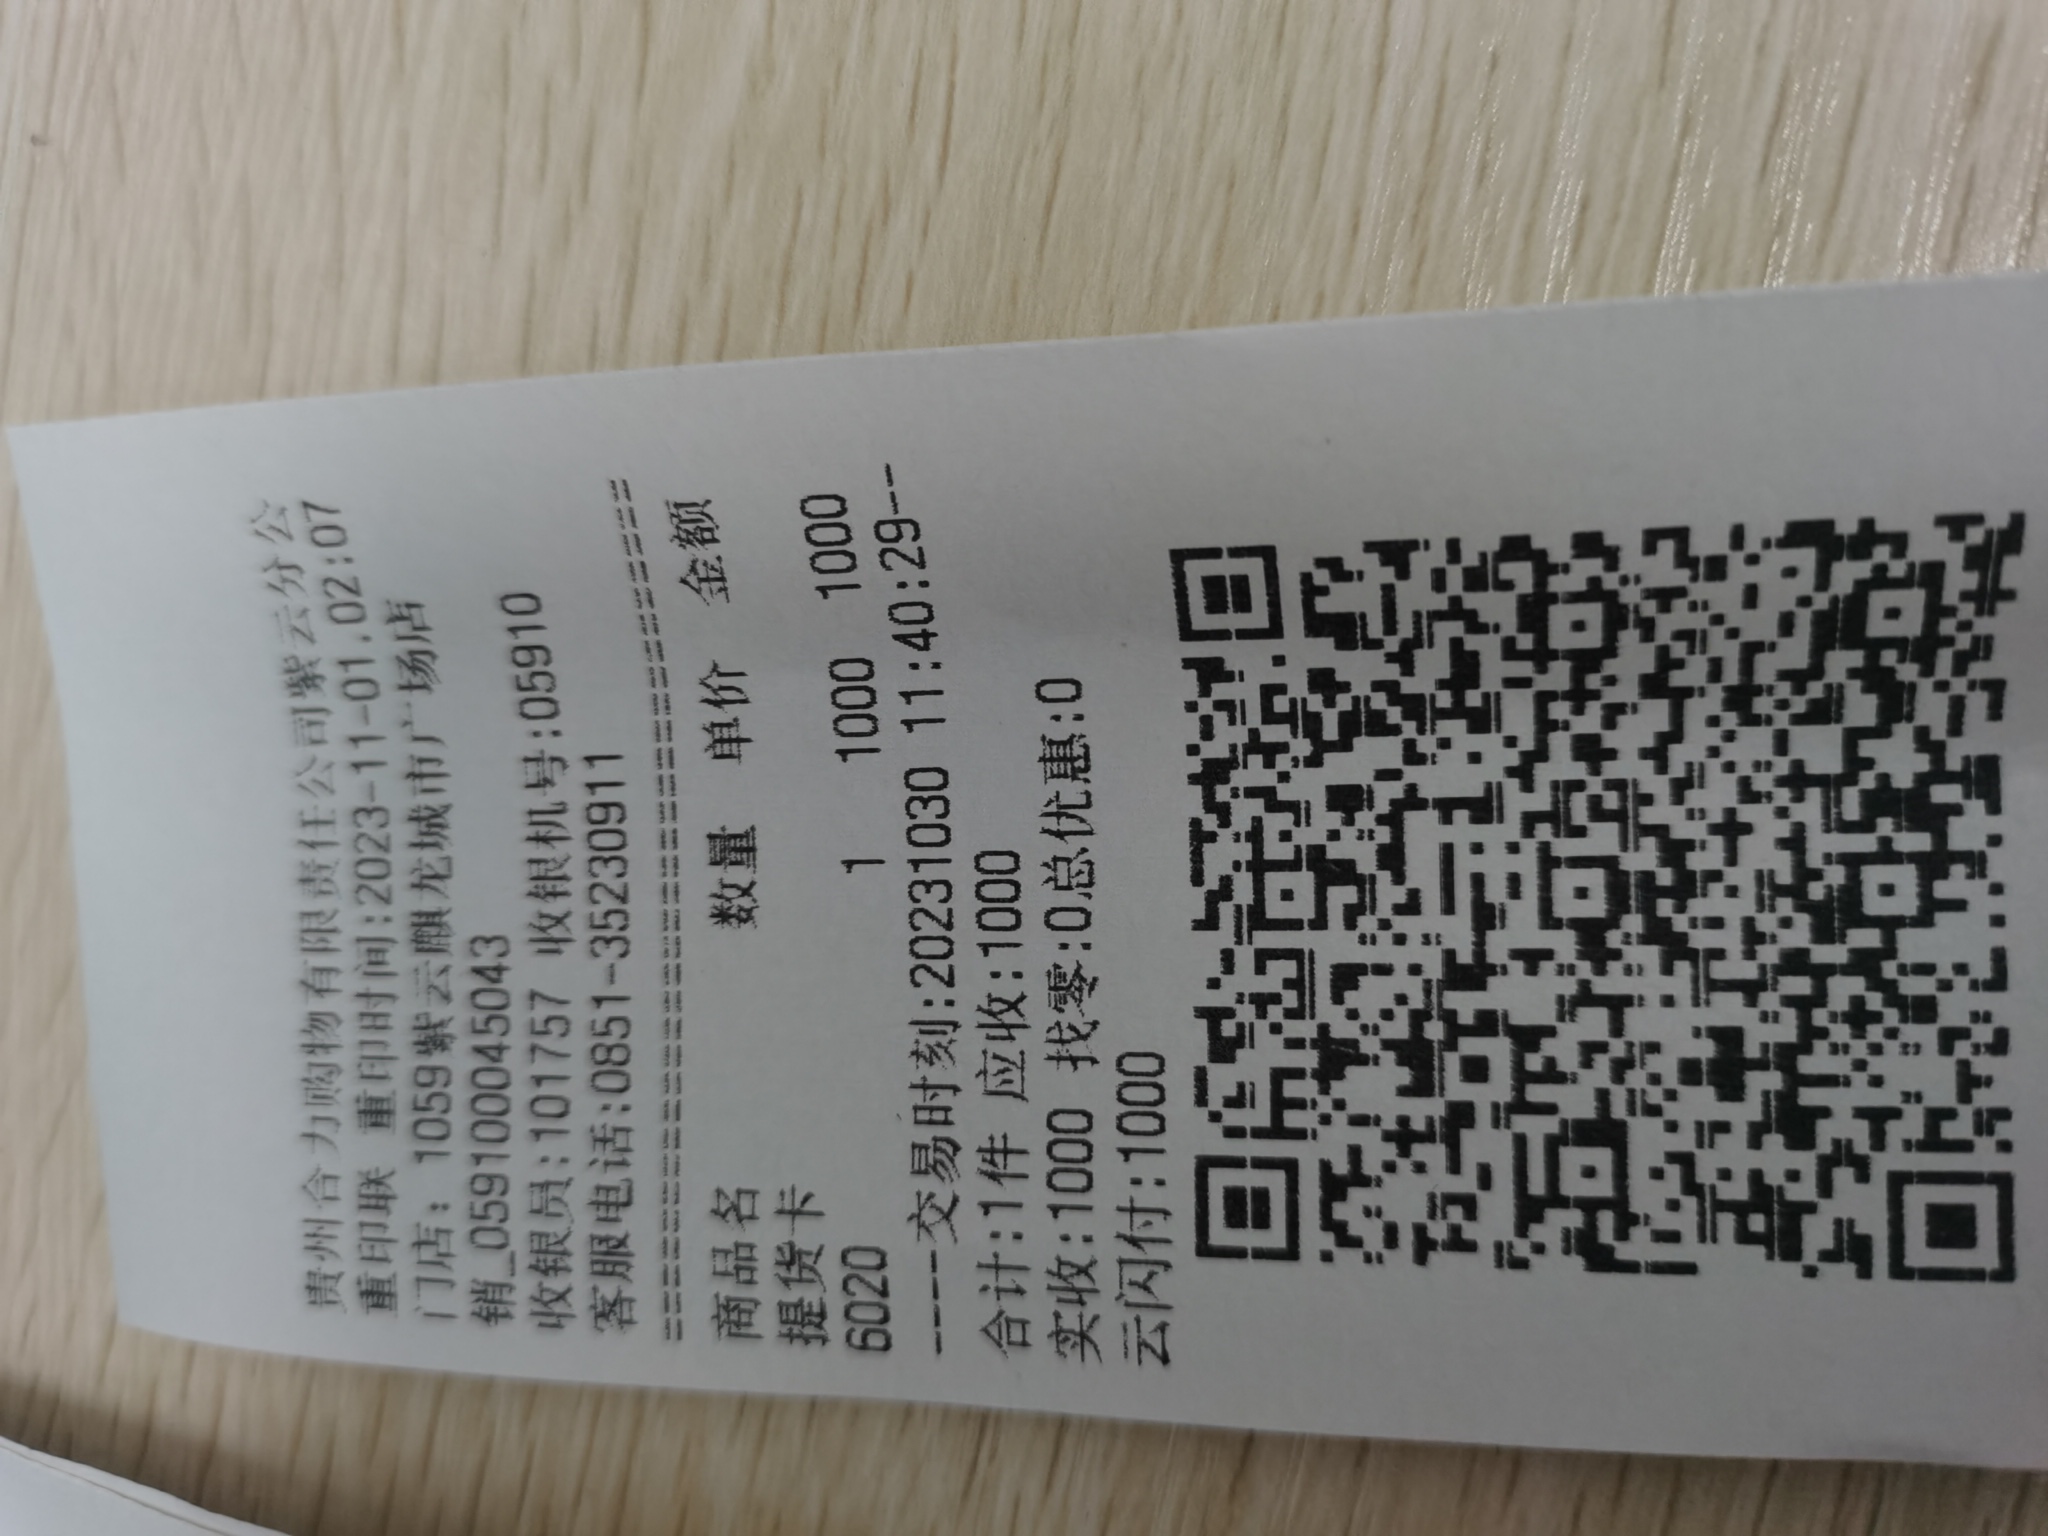 贵州合力购物有限责任公司紫云分公
重印联 重印时间:2023-11-01.02:07
门店: 1059紫云麒龙城市广场店
销_0591000045043
收银员:101757 收银机号:05910
客服电话:0851-35230911
==========================================
商品名 数量 单价 金额
提货卡
6020 1 1000 1000
----交易时刻:20231030 11:40:29---
合计:1件 应收:1000
实收:1000 找零:0总优惠:0
云闪付:1000